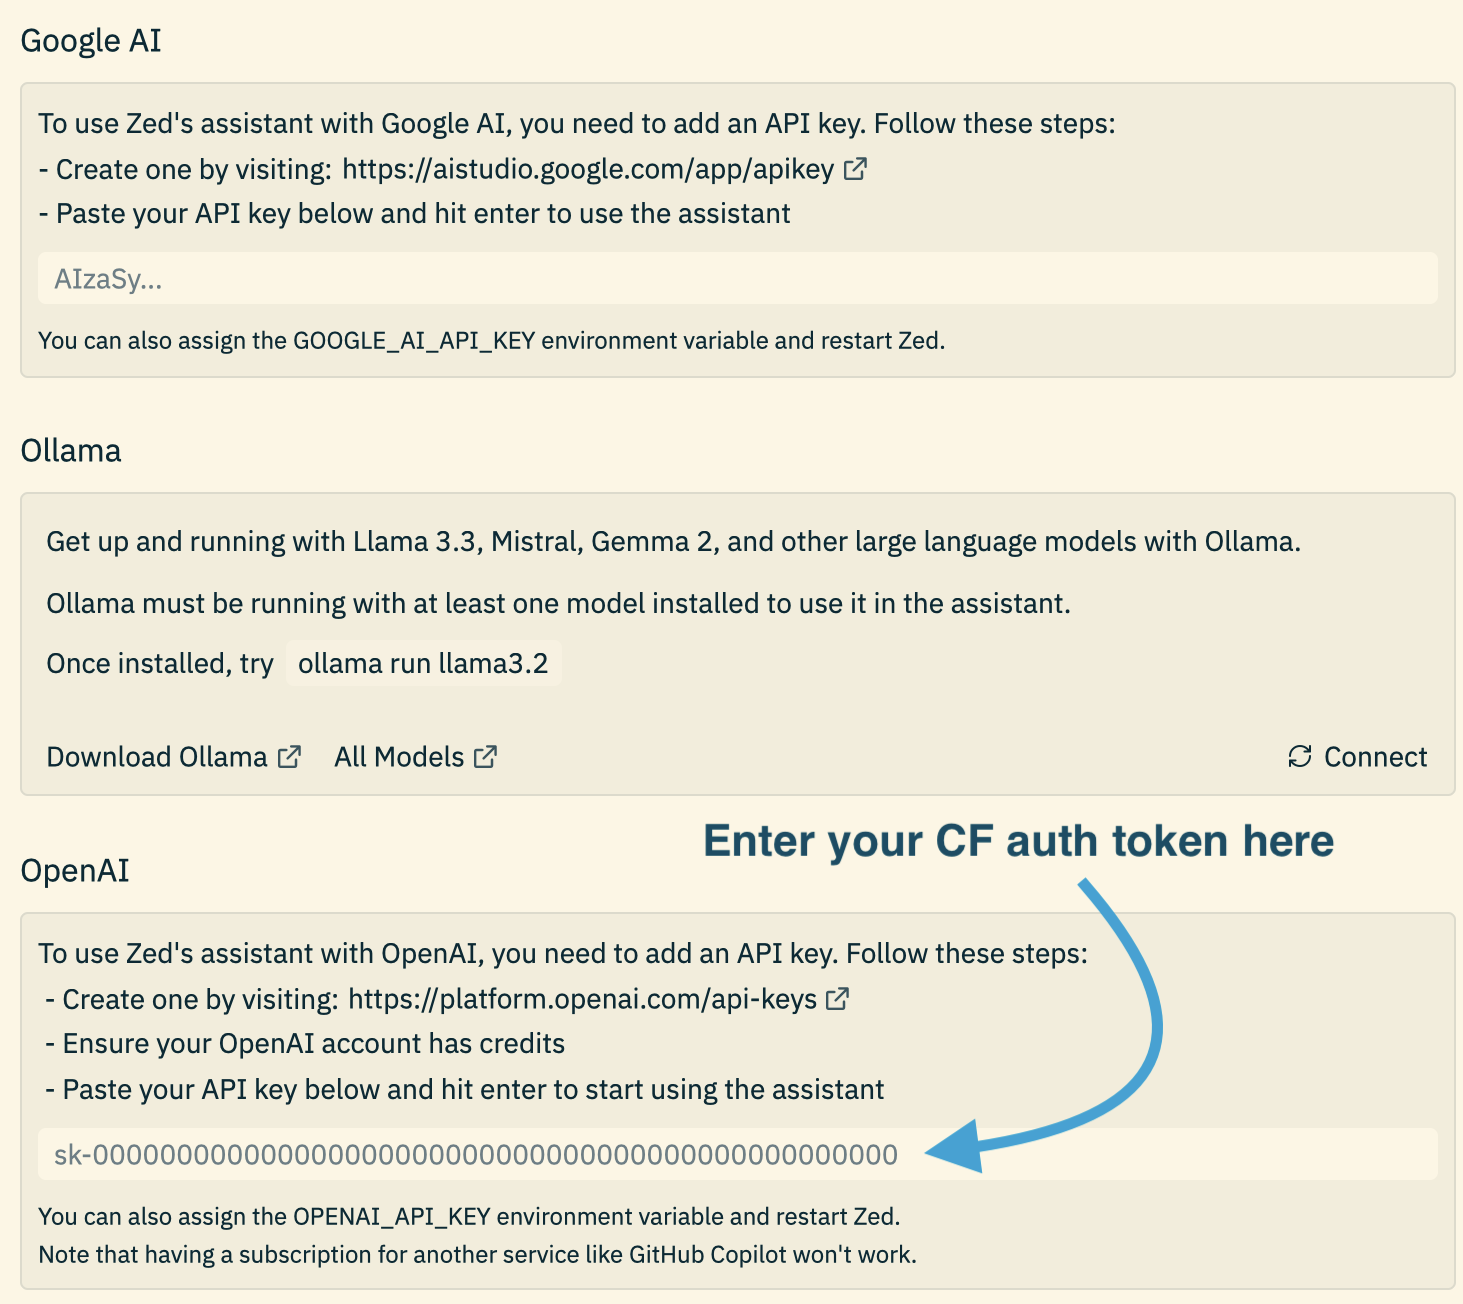 Google AI
To use Zed's assistant with Google AI, you need to add an API key. Follow these steps:
- Create one by visiting: https://aistudio.google.com/app/apikey
- Paste your API key below and hit enter to use the assistant
AIzaSy...
You can also assign the GOOGLE_AI_API_KEY environment variable and restart Zed.
Ollama
Get up and running with Llama 3.3, Mistral, Gemma 2, and other large language models with Ollama.
Ollama must be running with at least one model installed to use it in the assistant.
Once installed, try ollama run llama3.2
Download Ollama All Models Connect
Enter your CF auth token here
OpenAI
To use Zed's assistant with OpenAI, you need to add an API key. Follow these steps:
- Create one by visiting: https://platform.openai.com/api-keys
- Ensure your OpenAI account has credits
- Paste your API key below and hit enter to start using the assistant
sk-000000000000000000000000000000000000000000000000
You can also assign the OPENAI_API_KEY environment variable and restart Zed.
Note that having a subscription for another service like GitHub Copilot won't work.